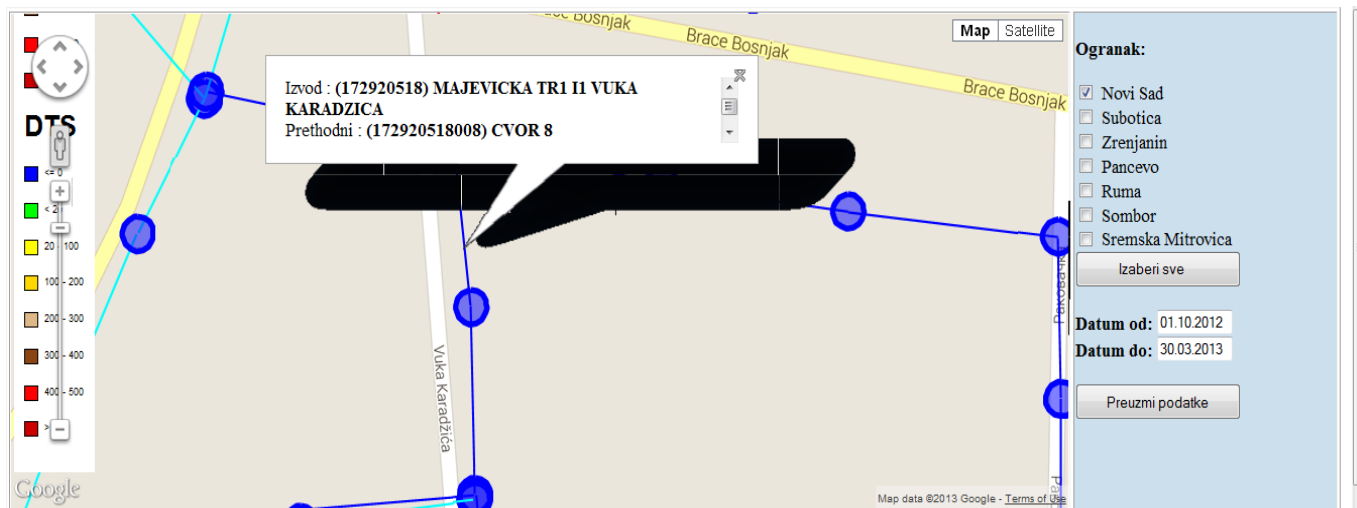 Bosnjak
Brace Bosnjak
Brace Bosnjak
Map
Satellite
Izvod : (172920518) MAJEVICKA TR1 I1 VUKA
KARADZICA
Prethodni : (172920518008) CVOR 8
DTS
<= 0
< 20
20 - 100
100 - 200
200 - 300
300 - 400
400 - 500
>
Vuka Karadžića
Google
Map data ©2013 Google - Terms of Use
Ogranak:
Novi Sad
Subotica
Zrenjanin
Pancevo
Ruma
Sombor
Sremska Mitrovica
Izaberi sve
Datum od: 01.10.2012
Datum do: 30.03.2013
Preuzmi podatke